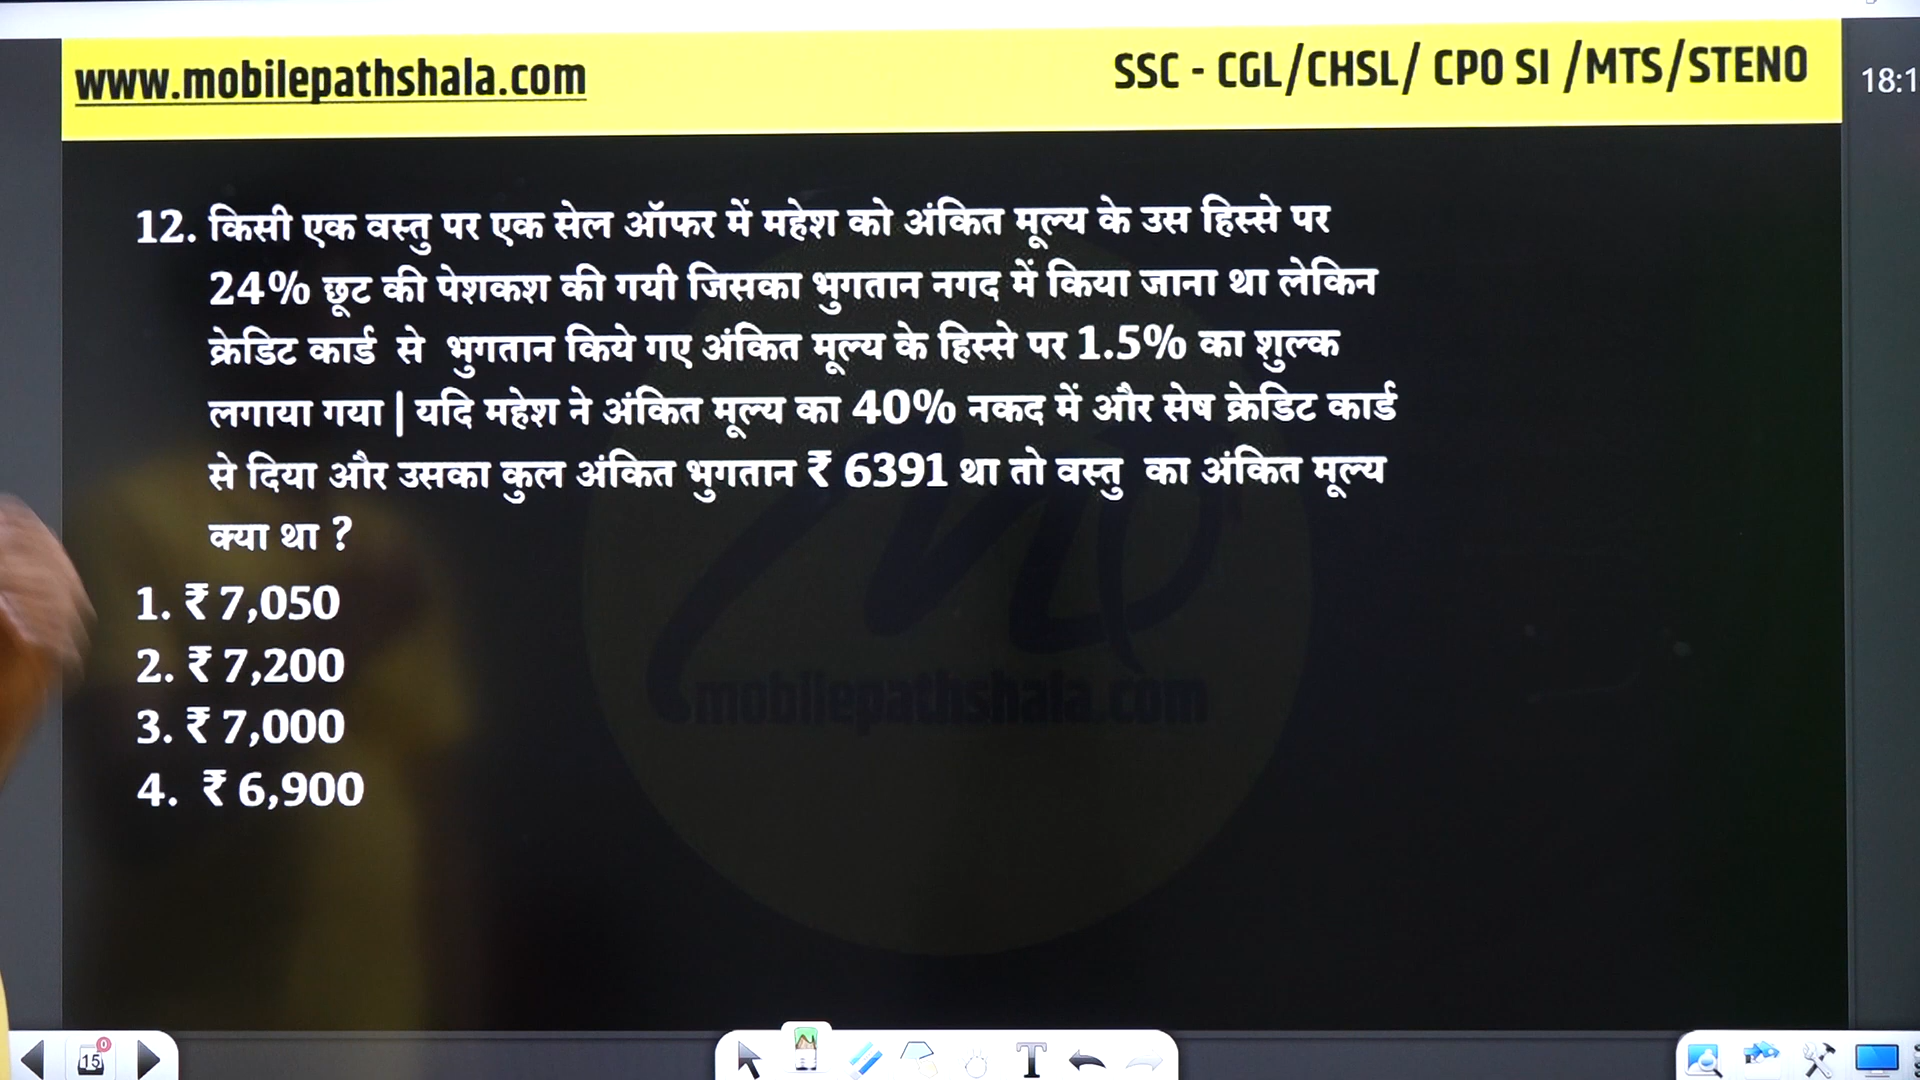 www.mobilepathshala.com
SSC - CGL/CHSL/ CPO SI /MTS/STENO
12. किसी एक वस्तु पर एक सेल ऑफर में महेश को अंकित मूल्य के उस हिस्से पर
24% छूट की पेशकश की गयी जिसका भुगतान नगद में किया जाना था लेकिन
क्रेडिट कार्ड से भुगतान किये गए अंकित मूल्य के हिस्से पर 1.5% का शुल्क
लगाया गया | यदि महेश ने अंकित मूल्य का 40% नकद में और सेष क्रेडिट कार्ड
से दिया और उसका कुल अंकित भुगतान ₹ 6391 था तो वस्तु का अंकित मूल्य
क्या था ?
1. ₹ 7,050
2. ₹ 7,200
3. ₹ 7,000
4. ₹ 6,900
mobilepathshala.com
15
0
T